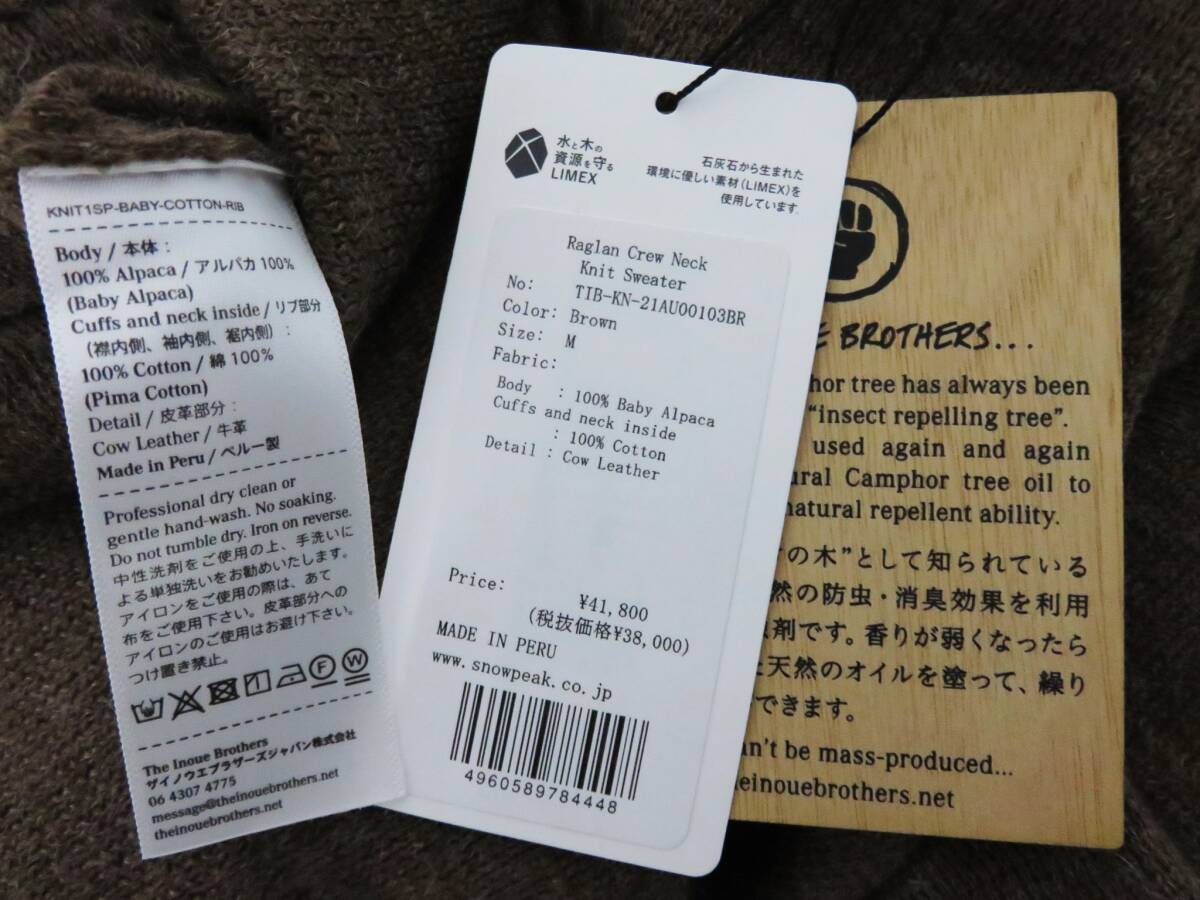 KNIT1SP-BABY-COTTON-RIB
Body / 本体 :
100% Alpaca / アルパカ 100%
(Baby Alpaca)
Cuffs and neck inside / リブ部分
(襟内側、袖内側、裾内側) :
100% Cotton / 綿 100%
(Pima Cotton)
Detail / 皮革部分 :
Cow Leather / 牛革
Made in Peru / ペルー製
Professional dry clean or
gentle hand-wash. No soaking.
Do not tumble dry. Iron on reverse.
中性洗剤をご使用の上、手洗いに
よる単独洗いをお勧めいたします。
アイロンをご使用の際は、あて
布をご使用下さい。皮革部分への
アイロンのご使用はお避け下さい。
つけ置き禁止。
F W
The Inoue Brothers
ザイノウエブラザーズジャパン株式会社
06 4307 4775
message@theinouebrothers.net
theinouebrothers.net
水と木の
資源を守る
LIMEX
石灰石から生まれた
環境に優しい素材(LIMEX)を
使用しています。
Raglan Crew Neck
Knit Sweater
No: TIB-KN-21AU00103BR
Color: Brown
Size: M
Fabric:
Body : 100% Baby Alpaca
Cuffs and neck inside
: 100% Cotton
Detail : Cow Leather
Price: ¥41,800
(税抜価格¥38,000)
MADE IN PERU
www.snowpeak.co.jp
4960589784448
E BROTHERS...
hor tree has always been
"insect repelling tree".
used again and again
ural Camphor tree oil to
natural repellent ability.
の木"として知られている
然の防虫・消臭効果を利用
剤です。香りが弱くなったら
天然のオイルを塗って、繰り
できます。
an't be mass-produced...
einouebrothers.net